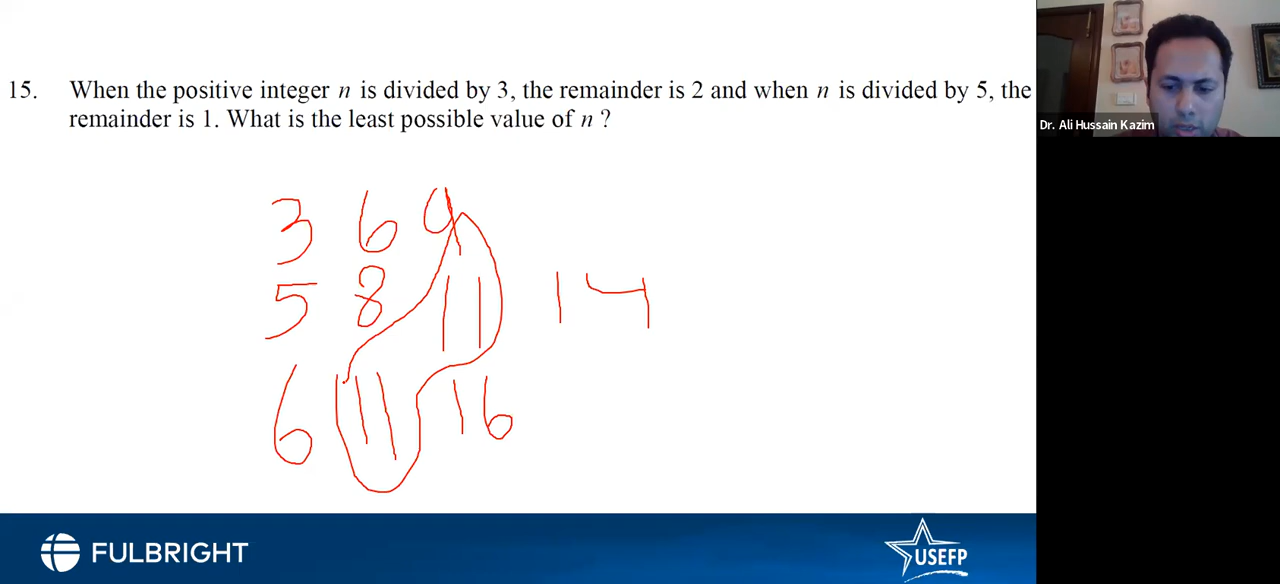 15. When the positive integer n is divided by 3, the remainder is 2 and when n is divided by 5, the
remainder is 1. What is the least possible value of n ?
Dr. Ali Hussain Kazim
3 6 9
5 8 11 14
6 11 16
FULBRIGHT
USEFP